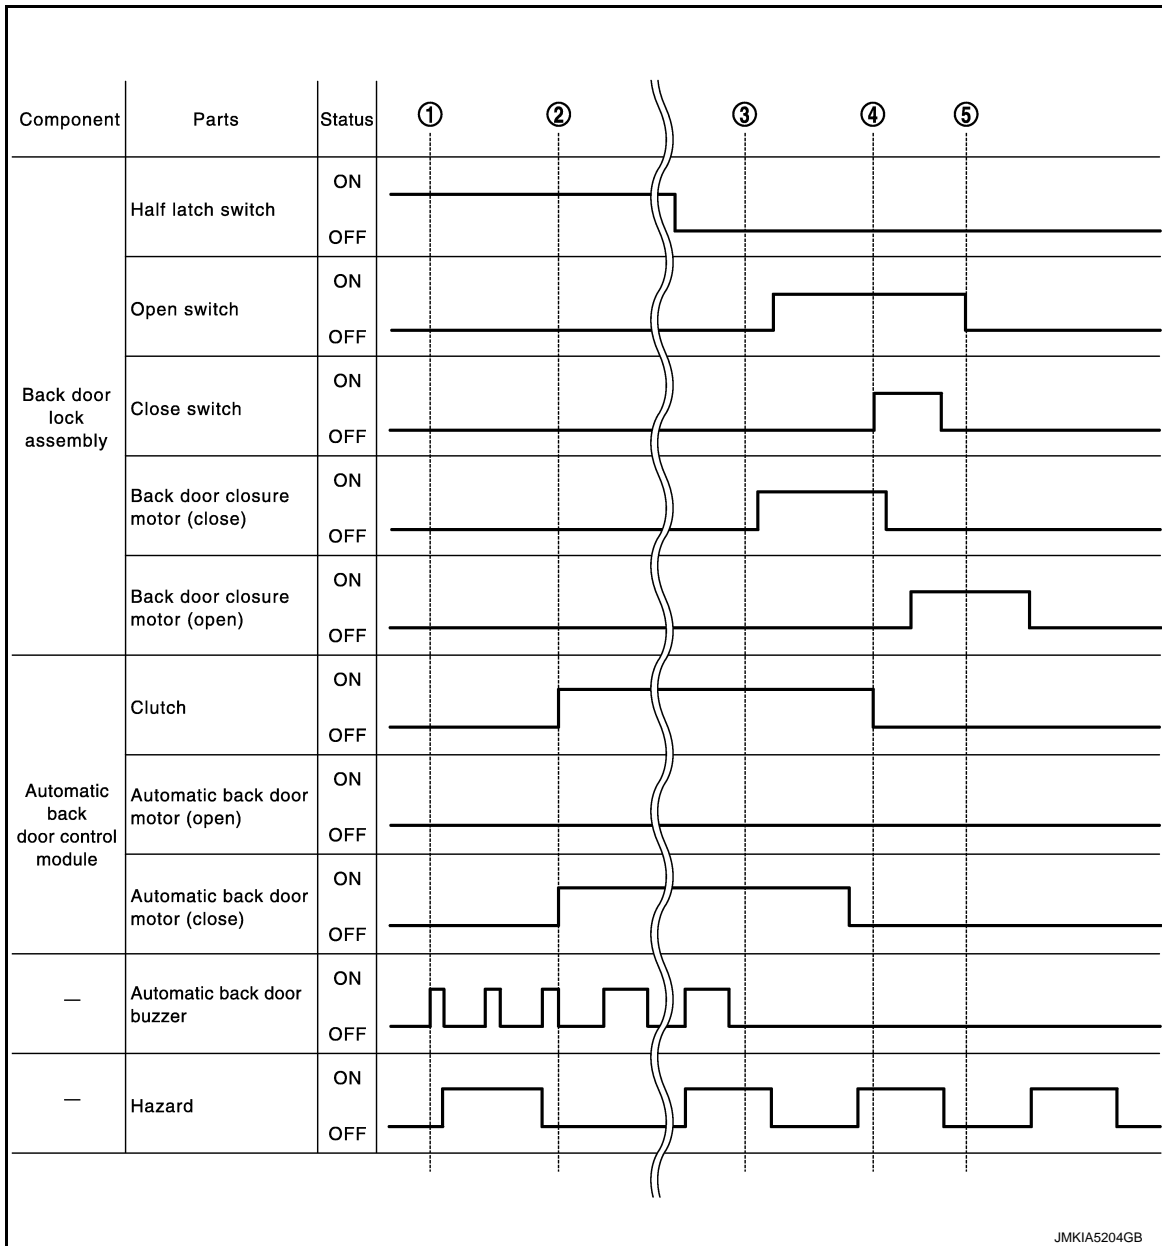 Component Parts Status ① ② ③ ④ ⑤
Back door
lock
assembly
Half latch switch
ON
OFF
Open switch
ON
OFF
Close switch
ON
OFF
Back door closure
motor (close)
ON
OFF
Back door closure
motor (open)
ON
OFF
Automatic
back
door control
module
Clutch
ON
OFF
Automatic back door
motor (open)
ON
OFF
Automatic back door
motor (close)
ON
OFF
—
Automatic back door
buzzer
ON
OFF
—
Hazard
ON
OFF
JMKIA5204GB